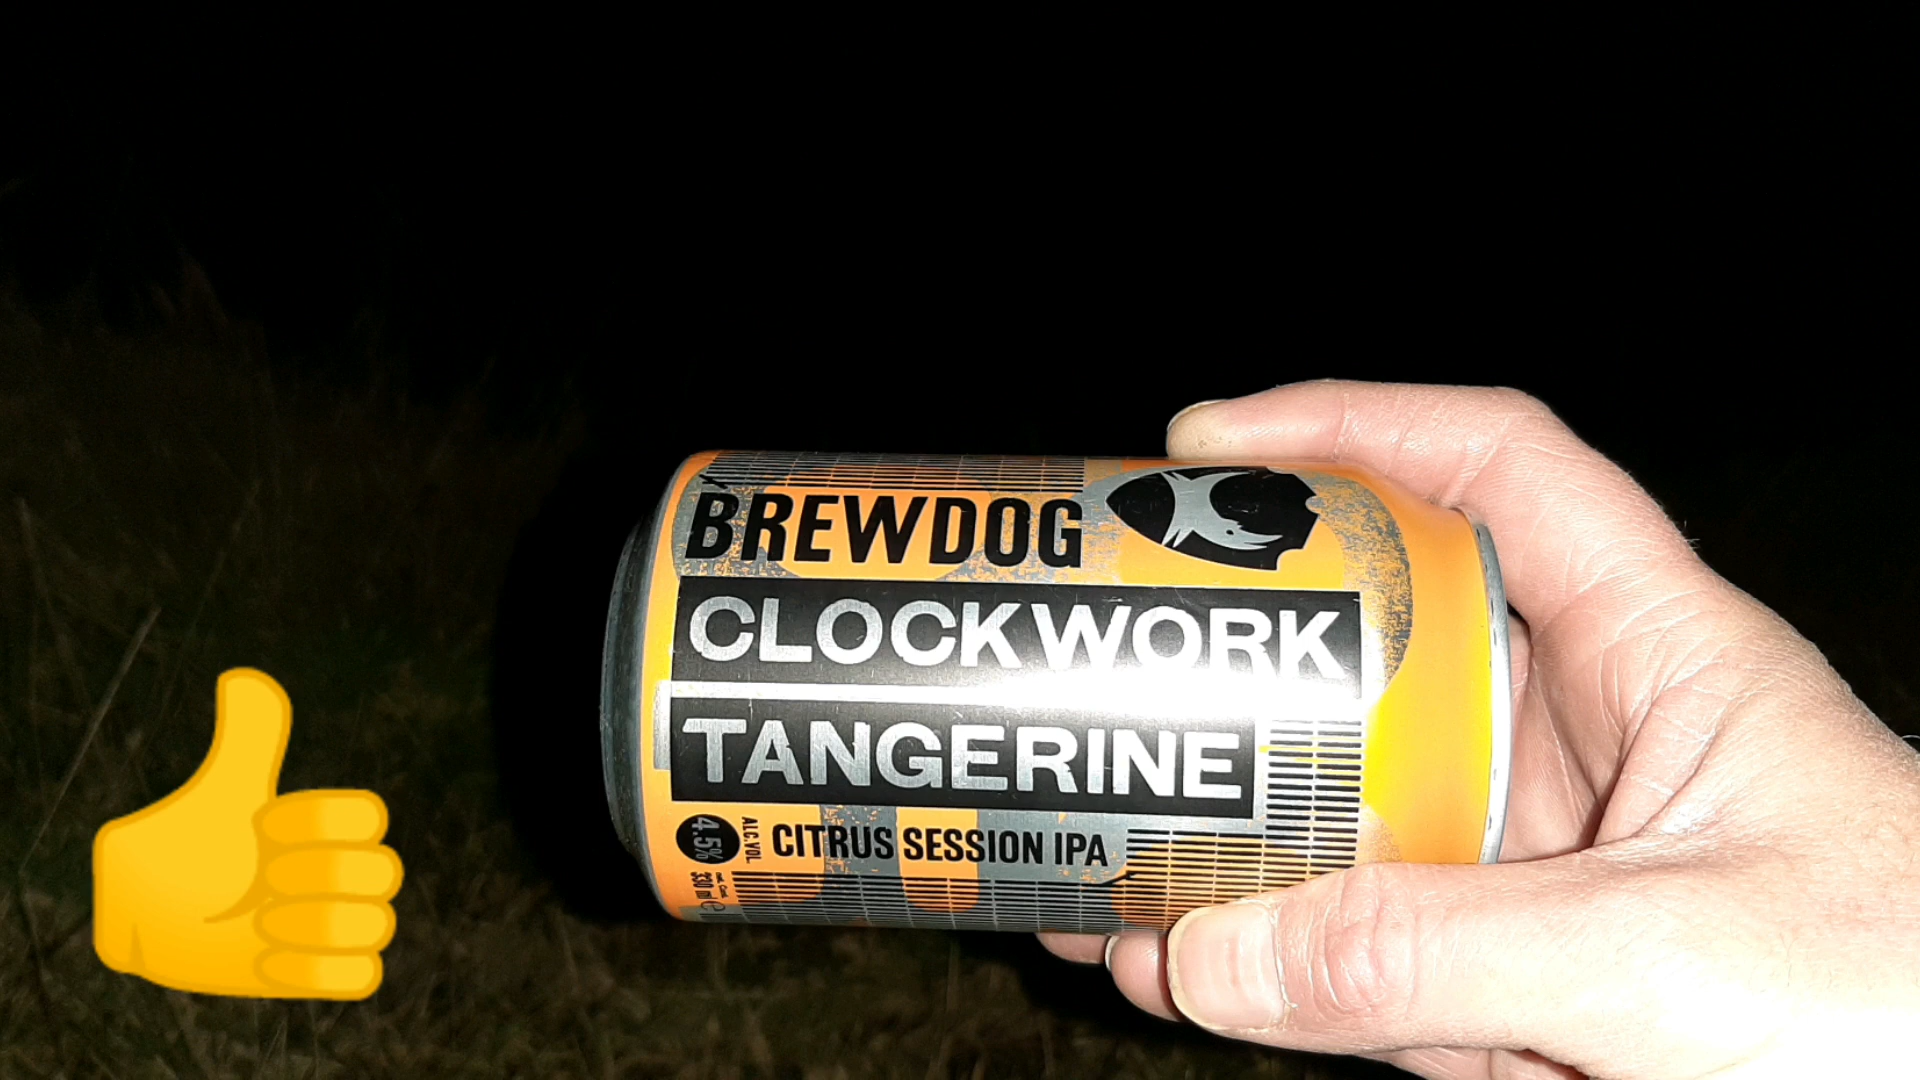 BREWDOG
CLOCKWORK
TANGERINE
4.5% ALC. VOL. CITRUS SESSION IPA
330 ml e